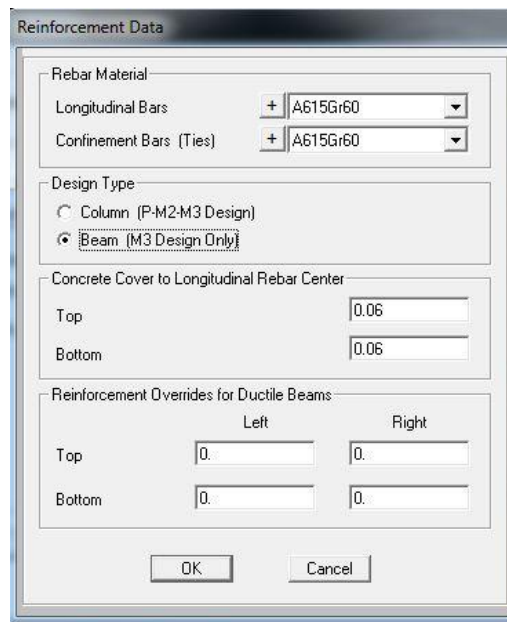 Reinforcement Data
Rebar Material
Longitudinal Bars + A615Gr60
Confinement Bars (Ties) + A615Gr60
Design Type
Column (P-M2-M3 Design)
Beam (M3 Design Only)
Concrete Cover to Longitudinal Rebar Center
Top 0.06
Bottom 0.06
Reinforcement Overrides for Ductile Beams
Left Right
Top 0. 0.
Bottom 0. 0.
OK Cancel